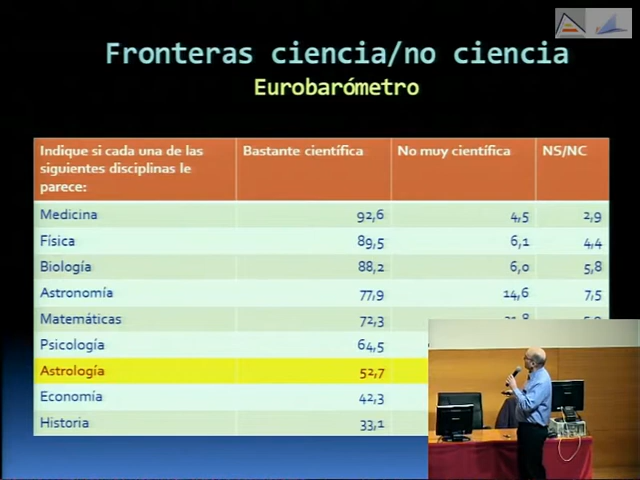 Fronteras ciencia/no ciencia
Eurobarómetro
Indique si cada una de las siguientes disciplinas le parece: Bastante científica No muy científica NS/NC
Medicina 92,6 4,5 2,9
Física 89,5 6,1 4,4
Biología 88,2 6,0 5,8
Astronomía 77,9 14,6 7,5
Matemáticas 72,3
Psicología 64,5
Astrología 52,7
Economía 42,3
Historia 33,1